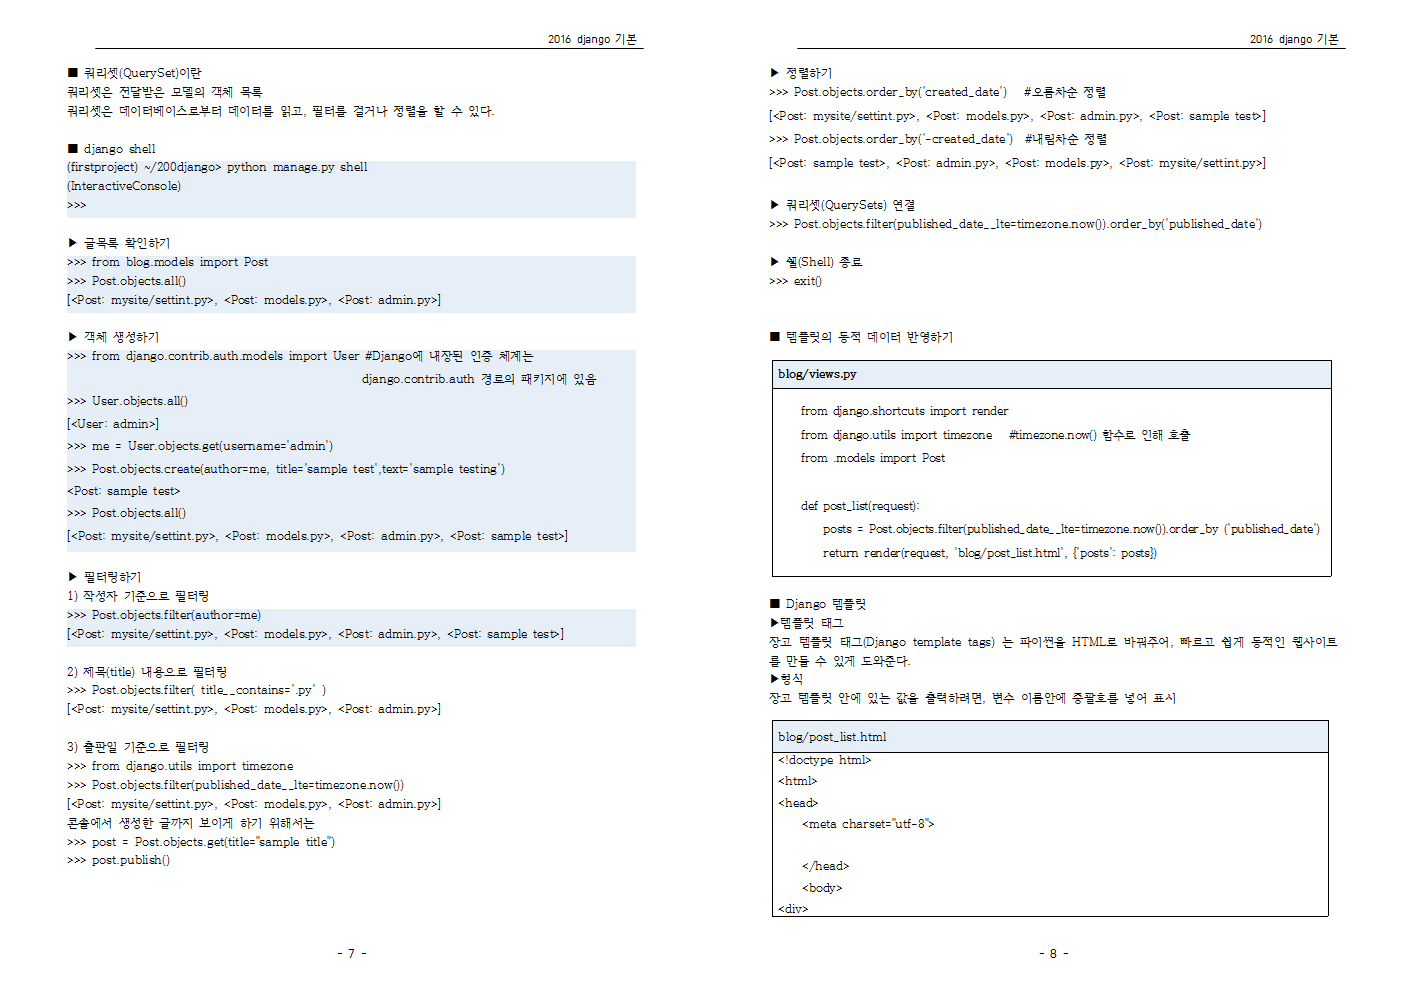 2016 django 기본
■ 쿼리셋(QuerySet)이란
쿼리셋은 전달받은 모델의 객체 목록
쿼리셋은 데이터베이스로부터 데이터를 읽고, 필터를 걸거나 정렬을 할 수 있다.
■ django shell
(firstproject) ~/200django> python manage.py shell
(InteractiveConsole)
>>>
▶ 글목록 확인하기
>>> from blog.models import Post
>>> Post.objects.all()
[<Post: mysite/settint.py>, <Post: models.py>, <Post: admin.py>]
▶ 객체 생성하기
>>> from django.contrib.auth.models import User #Django에 내장된 인증 체계는
django.contrib.auth 경로의 패키지에 있음
>>> User.objects.all()
[<User: admin>]
>>> me = User.objects.get(username='admin')
>>> Post.objects.create(author=me, title='sample test',text='sample testing')
<Post: sample test>
>>> Post.objects.all()
[<Post: mysite/settint.py>, <Post: models.py>, <Post: admin.py>, <Post: sample test>]
▶ 필터링하기
1) 작성자 기준으로 필터링
>>> Post.objects.filter(author=me)
[<Post: mysite/settint.py>, <Post: models.py>, <Post: admin.py>, <Post: sample test>]
2) 제목(title) 내용으로 필터링
>>> Post.objects.filter( title__contains='.py' )
[<Post: mysite/settint.py>, <Post: models.py>, <Post: admin.py>]
3) 출판일 기준으로 필터링
>>> from django.utils import timezone
>>> Post.objects.filter(published_date__lte=timezone.now())
[<Post: mysite/settint.py>, <Post: models.py>, <Post: admin.py>]
콘솔에서 생성한 글까지 보이게 하기 위해서는
>>> post = Post.objects.get(title="sample title")
>>> post.publish()
- 7 -
2016 django 기본
▶ 정렬하기
>>> Post.objects.order_by('created_date') #오름차순 정렬
[<Post: mysite/settint.py>, <Post: models.py>, <Post: admin.py>, <Post: sample test>]
>>> Post.objects.order_by('-created_date') #내림차순 정렬
[<Post: sample test>, <Post: admin.py>, <Post: models.py>, <Post: mysite/settint.py>]
▶ 쿼리셋(QuerySets) 연결
>>> Post.objects.filter(published_date__lte=timezone.now()).order_by('published_date')
▶ 쉘(Shell) 종료
>>> exit()
■ 템플릿의 동적 데이터 반영하기
blog/views.py
from django.shortcuts import render
from django.utils import timezone #timezone.now() 함수로 인해 호출
from .models import Post
def post_list(request):
posts = Post.objects.filter(published_date__lte=timezone.now()).order_by ('published_date')
return render(request, 'blog/post_list.html', {'posts': posts})
■ Django 템플릿
▶템플릿 태그
장고 템플릿 태그(Django template tags) 는 파이썬을 HTML로 바꿔주어, 빠르고 쉽게 동적인 웹사이트
를 만들 수 있게 도와준다.
▶형식
장고 템플릿 안에 있는 값을 출력하려면, 변수 이름안에 중괄호를 넣어 표시
blog/post_list.html
<!doctype html>
<html>
<head>
<meta charset="utf-8">
</head>
<body>
<div>
- 8 -